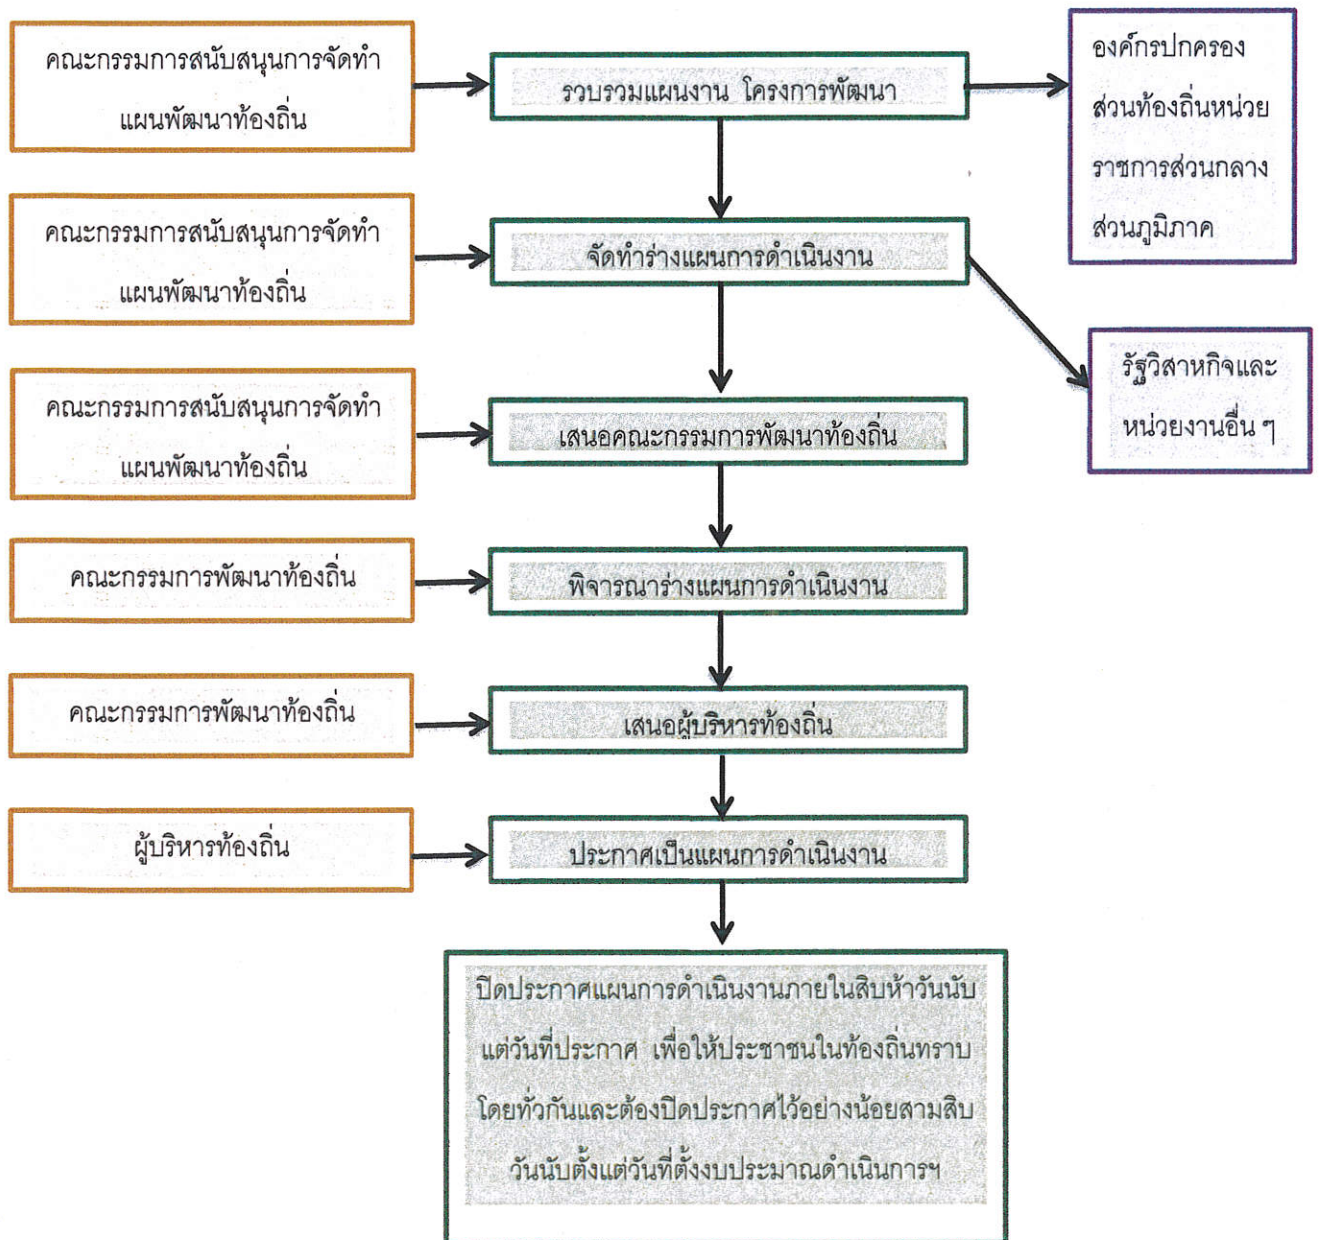 คณะกรรมการสนับสนุนการจัดทำ
แผนพัฒนาท้องถิ่น
รวบรวมแผนงาน โครงการพัฒนา
องค์กรปกครอง
ส่วนท้องถิ่นหน่วย
ราชการส่วนกลาง
ส่วนภูมิภาค
คณะกรรมการสนับสนุนการจัดทำ
แผนพัฒนาท้องถิ่น
จัดทำร่างแผนการดำเนินงาน
รัฐวิสาหกิจและ
หน่วยงานอื่น ๆ
คณะกรรมการสนับสนุนการจัดทำ
แผนพัฒนาท้องถิ่น
เสนอคณะกรรมการพัฒนาท้องถิ่น
คณะกรรมการพัฒนาท้องถิ่น
พิจารณาร่างแผนการดำเนินงาน
คณะกรรมการพัฒนาท้องถิ่น
เสนอผู้บริหารท้องถิ่น
ผู้บริหารท้องถิ่น
ประกาศเป็นแผนการดำเนินงาน
ปิดประกาศแผนการดำเนินงานภายในสิบห้าวันนับ
แต่วันที่ประกาศ เพื่อให้ประชาชนในท้องถิ่นทราบ
โดยทั่วกันและต้องปิดประกาศไว้อย่างน้อยสามสิบ
วันนับตั้งแต่วันที่ตั้งงบประมาณดำเนินการฯ